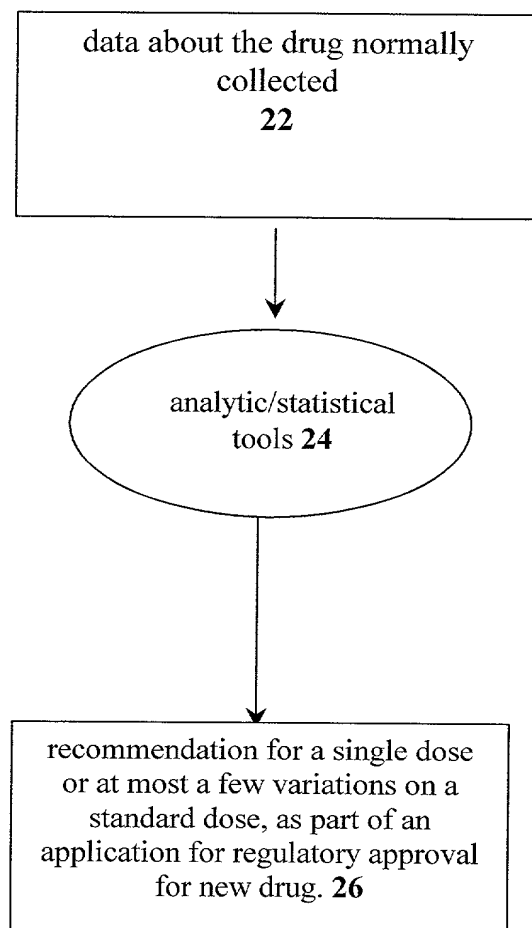 data about the drug normally
collected
22
analytic/statistical
tools 24
recommendation for a single dose
or at most a few variations on a
standard dose, as part of an
application for regulatory approval
for new drug. 26